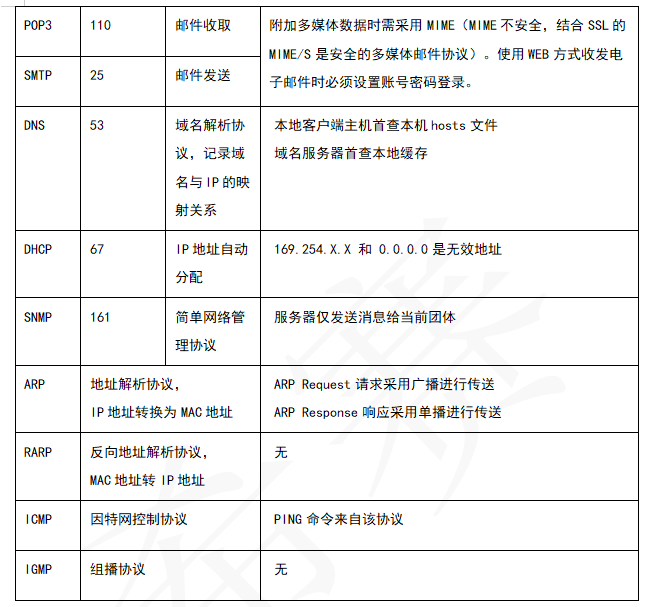 POP3 110 邮件收取 附加多媒体数据时需采用 MIME（MIME 不安全，结合 SSL 的
MIME/S 是安全的多媒体邮件协议）。使用 WEB 方式收发电
子邮件时必须设置账号密码登录。
SMTP 25 邮件发送
DNS 53 域名解析协
议，记录域
名与 IP 的映
射关系
本地客户端主机首查本机 hosts 文件
域名服务器首查本地缓存
DHCP 67 IP 地址自动
分配
169.254.X.X 和 0.0.0.0 是无效地址
SNMP 161 简单网络管
理协议
服务器仅发送消息给当前团体
ARP 地址解析协议，
IP 地址转换为 MAC 地址
ARP Request 请求采用广播进行传送
ARP Response 响应采用单播进行传送
RARP 反向地址解析协议，
MAC 地址转 IP 地址
无
ICMP 因特网控制协议 PING 命令来自该协议
IGMP 组播协议 无